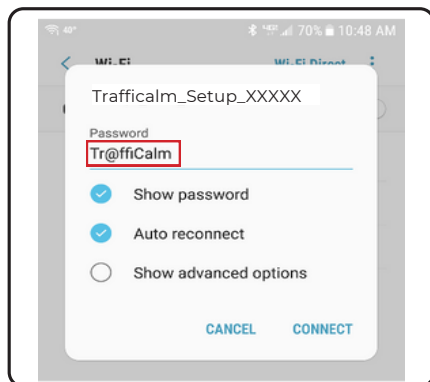 40° 70% 10:48 AM
Wi-Fi Wi-Fi Direct
Trafficalm_Setup_XXXXX
Password
Tr@ffiCalm
Show password
Auto reconnect
Show advanced options
CANCEL CONNECT